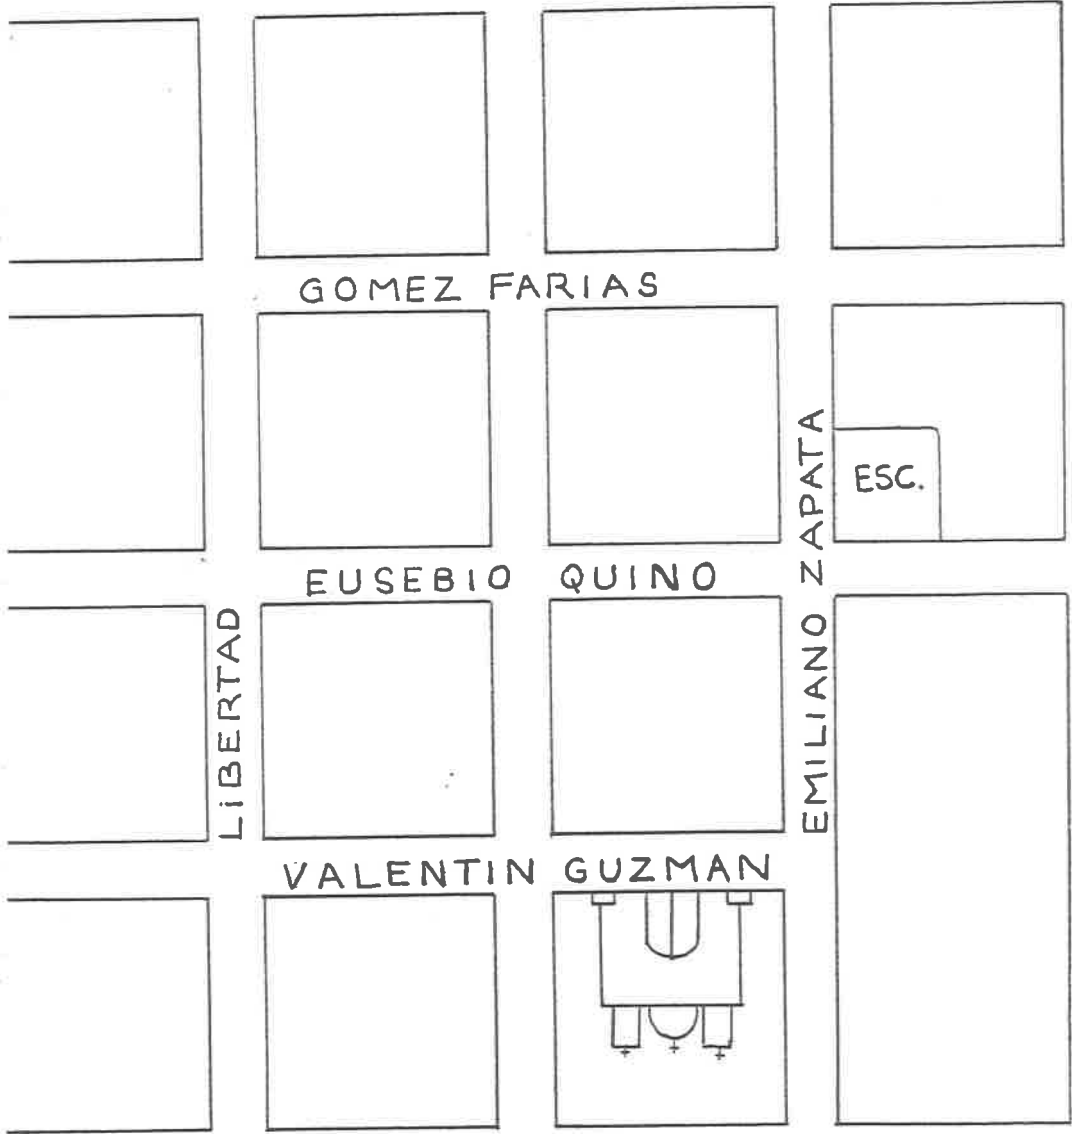 GOMEZ FARIAS
ESC.
EUSEBIO QUINO
EMILIANO ZAPATA
LiBERTAD
VALENTIN GUZMAN